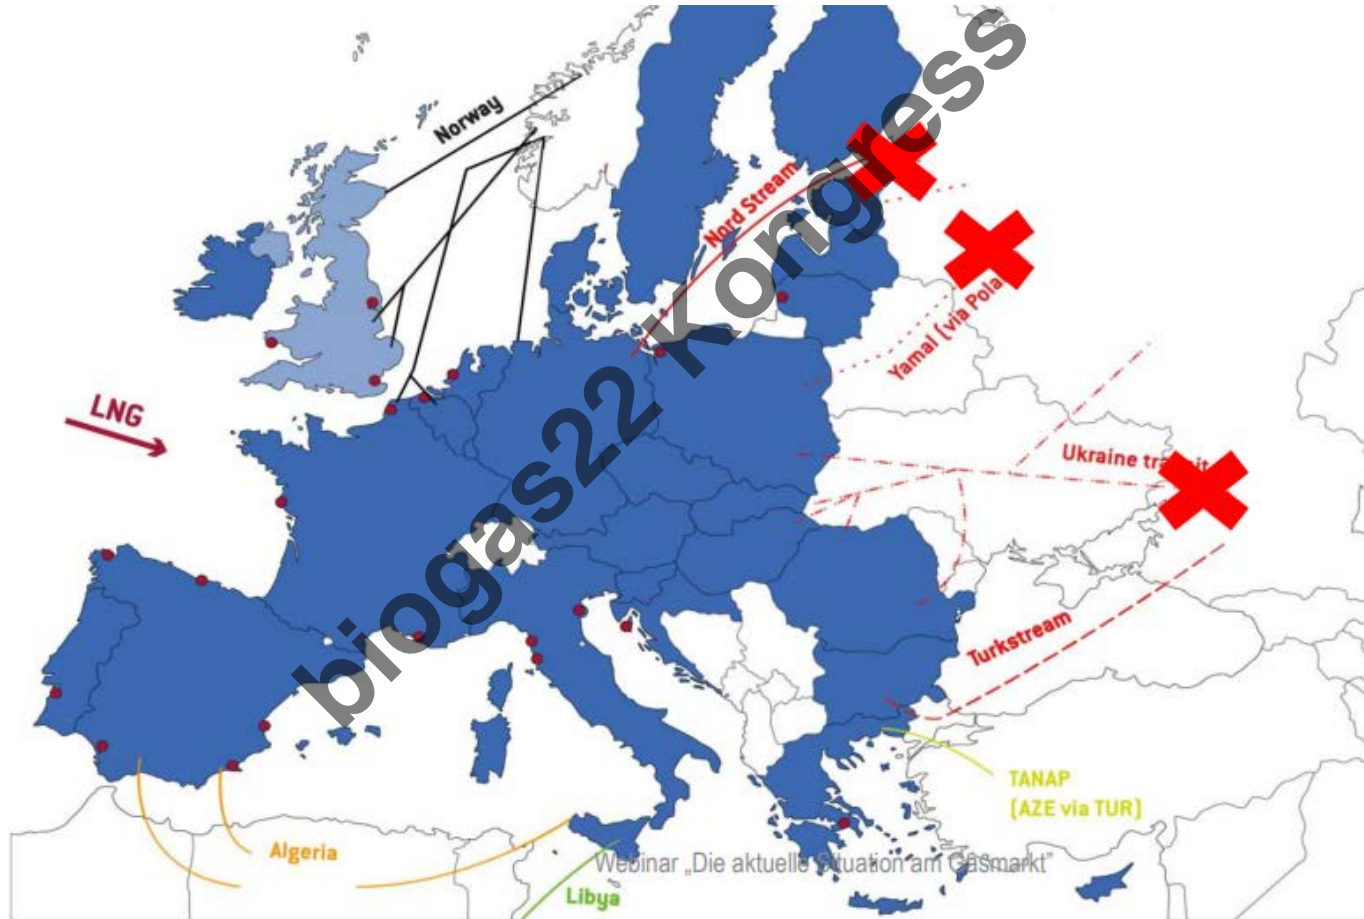 Norway
Nord Stream
Yamal (via Pola
LNG
Ukraine transit
Turkstream
TANAP
(AZE via TUR)
Algeria
Libya
biogas22 Kongress
Webinar „Die aktuelle Situation am Gasmarkt"